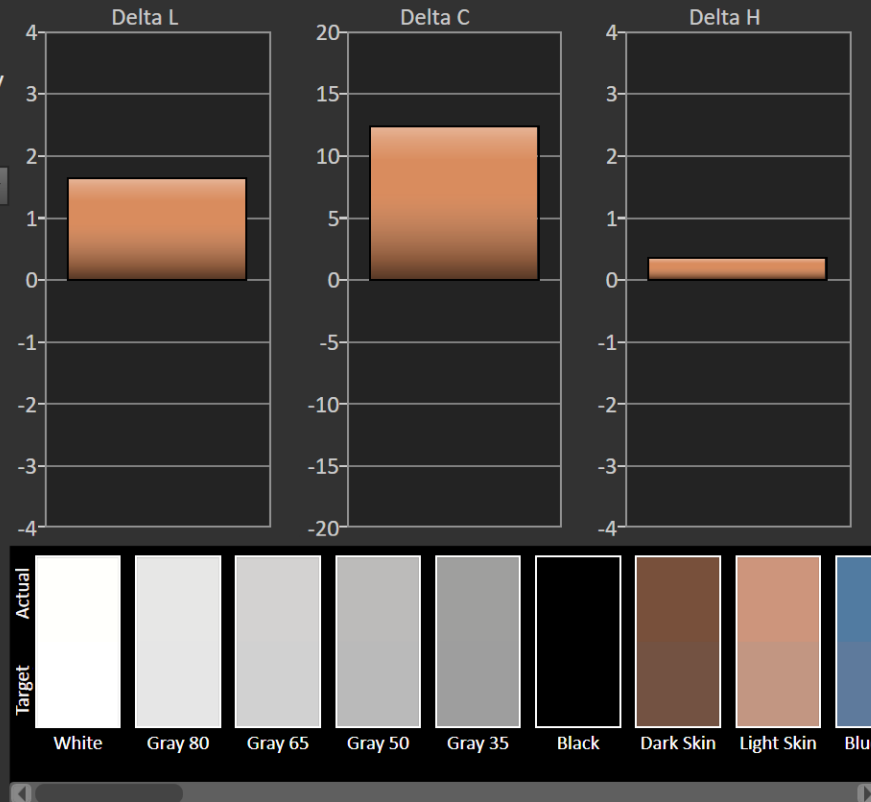 Delta L
Delta C
Delta H
4
3
2
1
0
-1
-2
-3
-4
20
15
10
5
0
-5
-10
-15
-20
4
3
2
1
0
-1
-2
-3
-4
Actual
Target
White
Gray 80
Gray 65
Gray 50
Gray 35
Black
Dark Skin
Light Skin
Blu